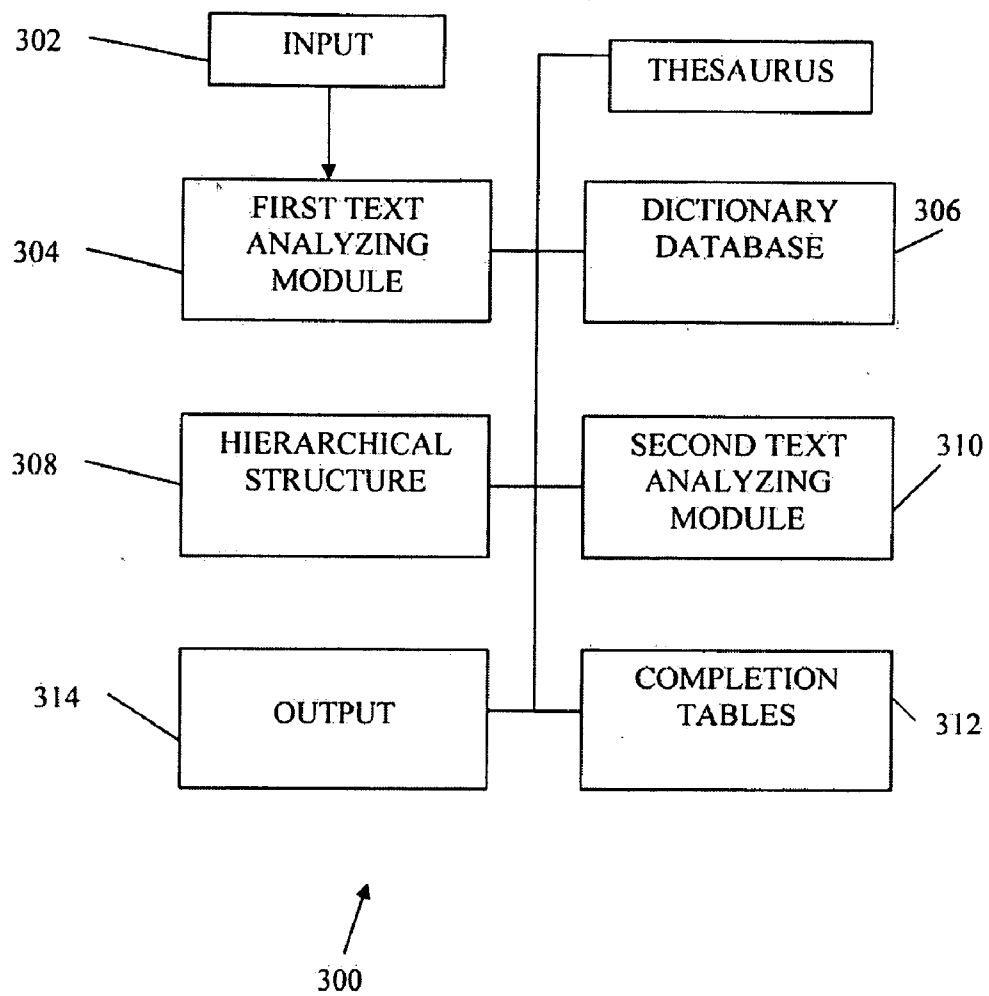 302
INPUT
THESAURUS
FIRST TEXT
ANALYZING
MODULE
304
DICTIONARY
DATABASE
306
HIERARCHICAL
STRUCTURE
308
SECOND TEXT
ANALYZING
MODULE
310
OUTPUT
314
COMPLETION
TABLES
312
300